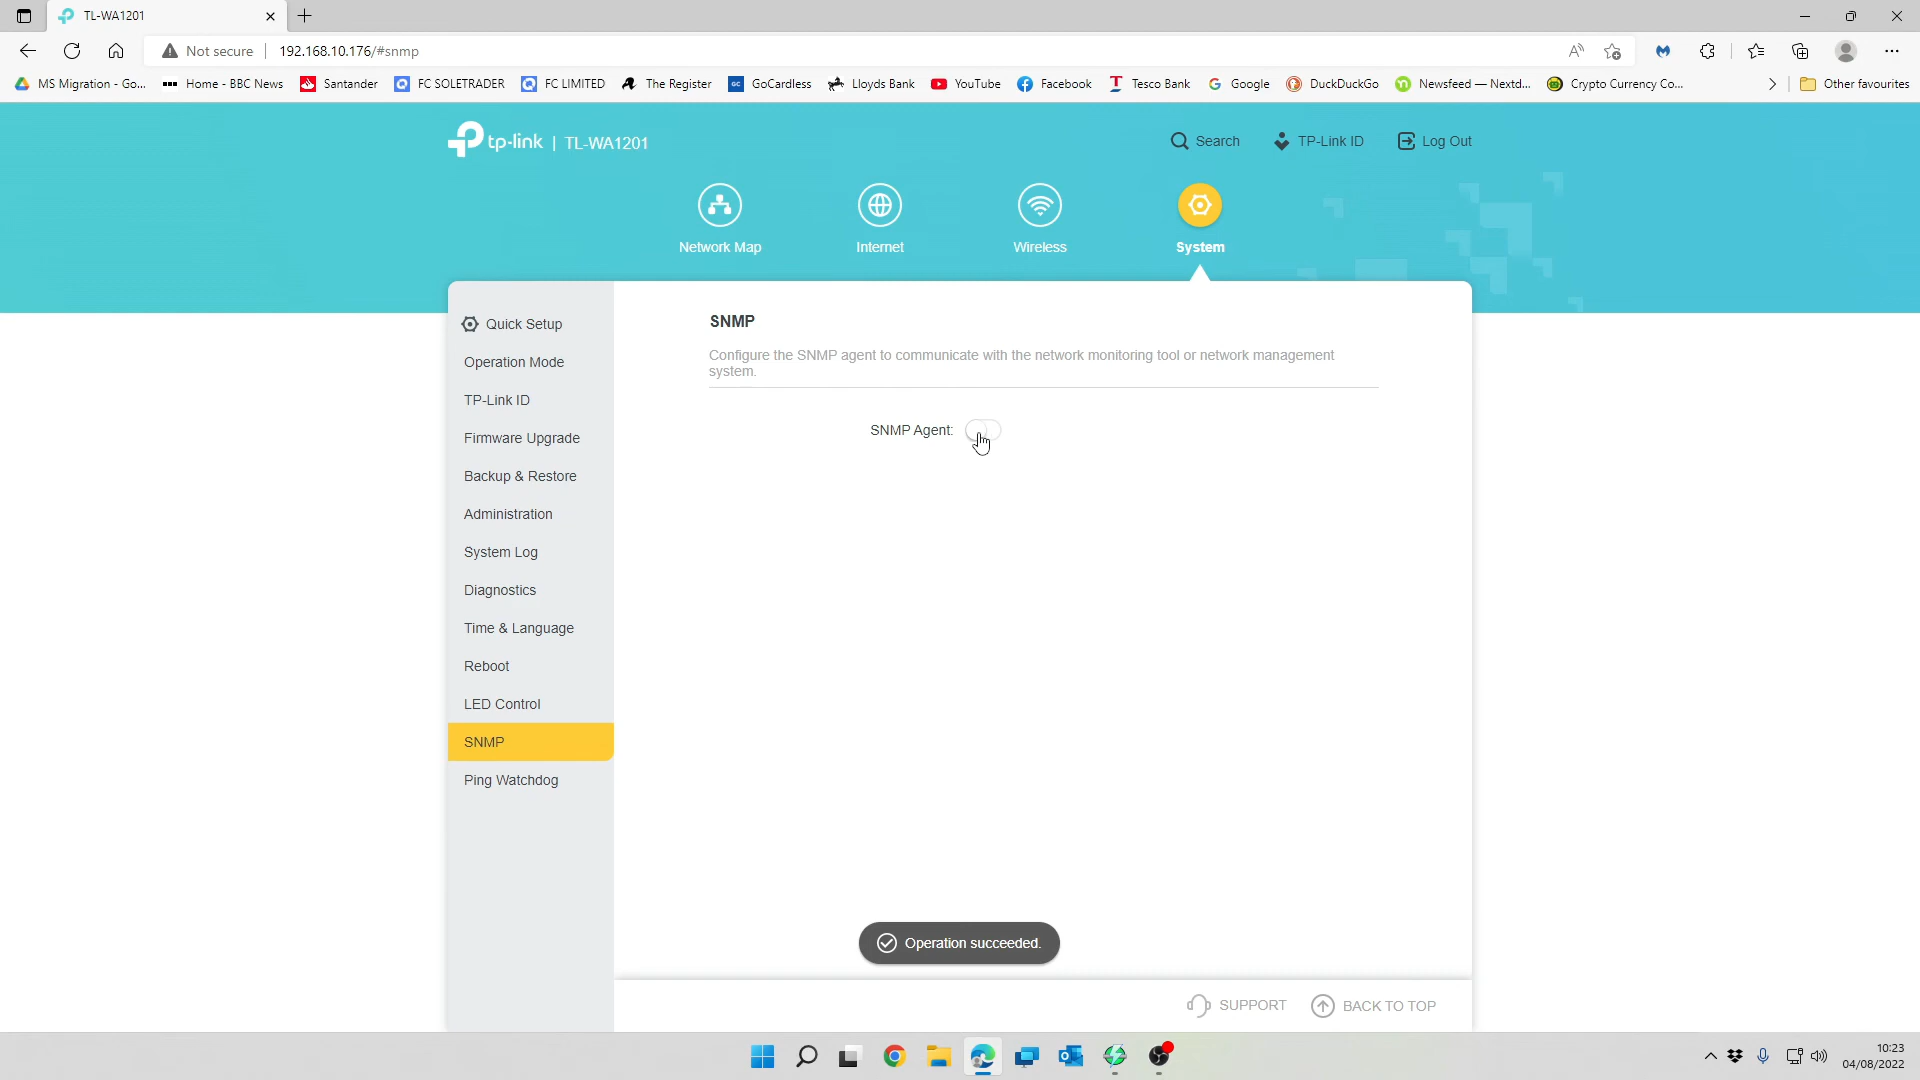 TL-WA1201
Not secure
192.168.10.176/#snmp
MS Migration - Go...
Home - BBC News
Santander
FC SOLETRADER
FC LIMITED
The Register
GoCardless
Lloyds Bank
YouTube
Facebook
Tesco Bank
Google
DuckDuckGo
Newsfeed — Nextd...
Crypto Currency Co...
Other favourites
tp-link | TL-WA1201
Search
TP-Link ID
Log Out
Network Map
Internet
Wireless
System
Quick Setup
Operation Mode
TP-Link ID
Firmware Upgrade
Backup & Restore
Administration
System Log
Diagnostics
Time & Language
Reboot
LED Control
SNMP
Ping Watchdog
SNMP
Configure the SNMP agent to communicate with the network monitoring tool or network management
system.
SNMP Agent:
Operation succeeded.
SUPPORT
BACK TO TOP
10:23
04/08/2022